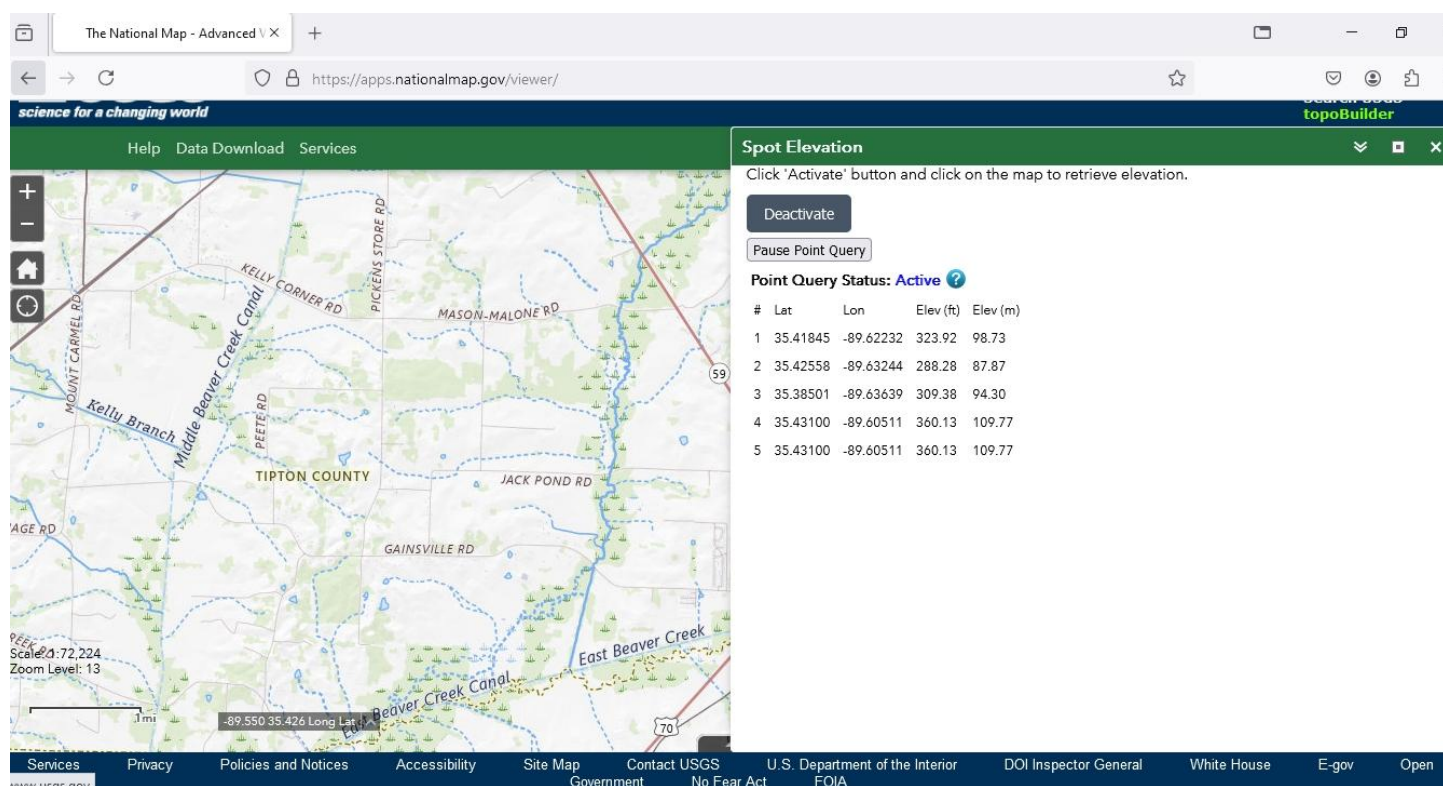 The National Map - Advanced V
https://apps.nationalmap.gov/viewer/
science for a changing world
topoBuilder
Help Data Download Services
Spot Elevation
Click 'Activate' button and click on the map to retrieve elevation.
Deactivate
Pause Point Query
Point Query Status: Active ?
# Lat Lon Elev (ft) Elev (m)
1 35.41845 -89.62232 323.92 98.73
2 35.42558 -89.63244 288.28 87.87
3 35.38501 -89.63639 309.38 94.30
4 35.43100 -89.60511 360.13 109.77
5 35.43100 -89.60511 360.13 109.77
PICKENS STORE RD
KELLY CORNER RD
MASON-MALONE RD
MOUNT CARMEL RD
Middle Beaver Creek Canal
59
Kelly Branch
PEETE RD
TIPTON COUNTY
JACK POND RD
AGE RD
GAINSVILLE RD
East Beaver Creek
Scale: 1:72,224
Zoom Level: 13
East Beaver Creek Canal
1mi
-89.550 35.426 Long Lat
70
Services Privacy Policies and Notices Accessibility Site Map Contact USGS U.S. Department of the Interior DOI Inspector General White House E-gov Open
Government No Fear Act FOIA